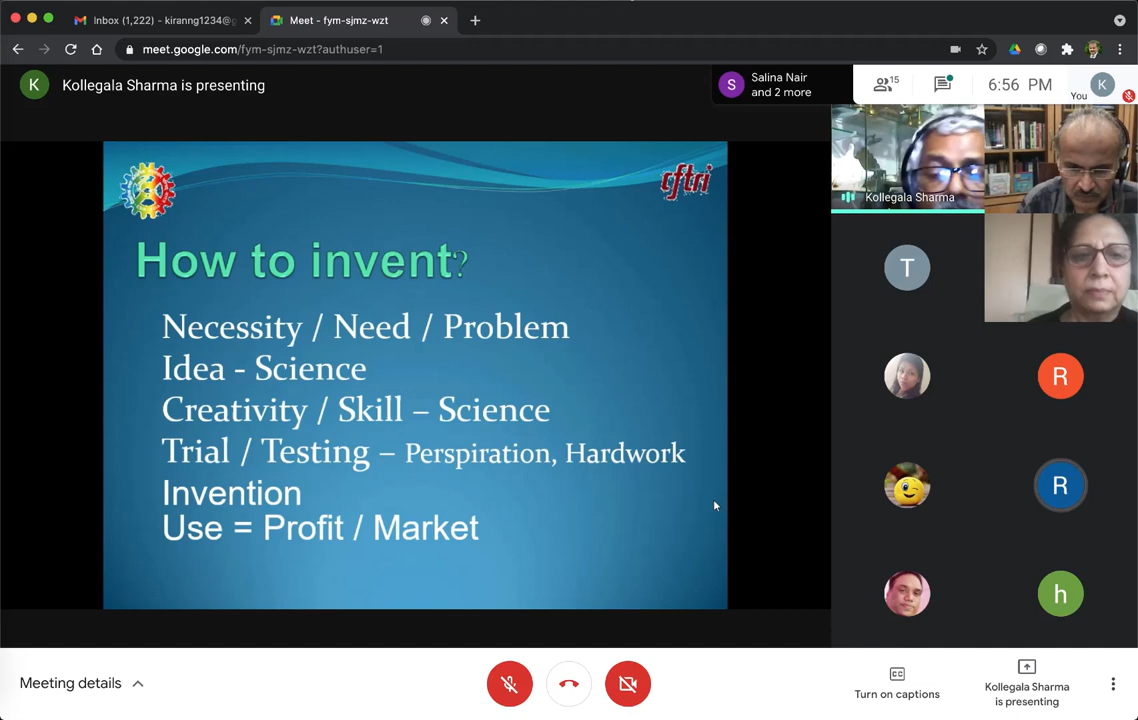 Inbox (1,222) - kiranng1234@g
Meet - fym-sjmz-wzt
meet.google.com/fym-sjmz-wzt?authuser=1
K
Kollegala Sharma is presenting
S
Salina Nair
and 2 more
15
6:56 PM
You
K
Kollegala Sharma
cftri
How to invent?
Necessity / Need / Problem
Idea - Science
Creativity / Skill – Science
Trial / Testing – Perspiration, Hardwork
Invention
Use = Profit / Market
T
R
R
h
Meeting details
CC
Turn on captions
Kollegala Sharma
is presenting